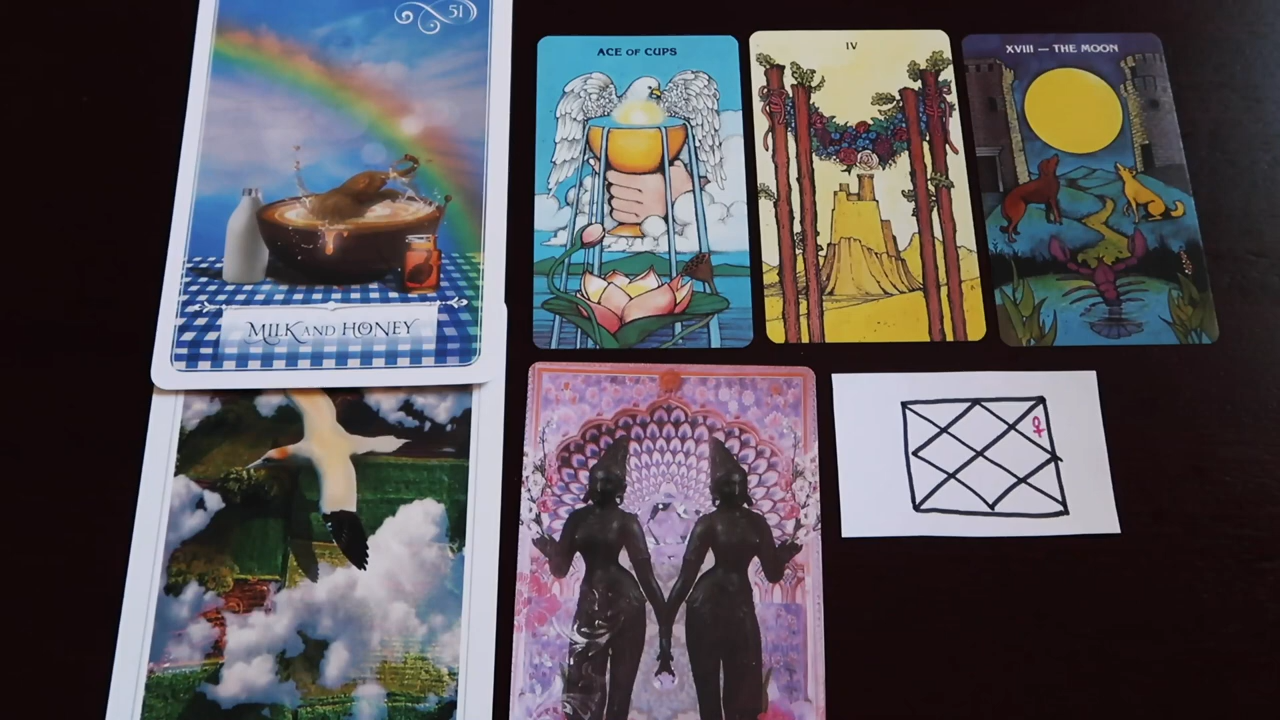 51
MILK AND HONEY
ACE OF CUPS
IV
XVIII — THE MOON
♀